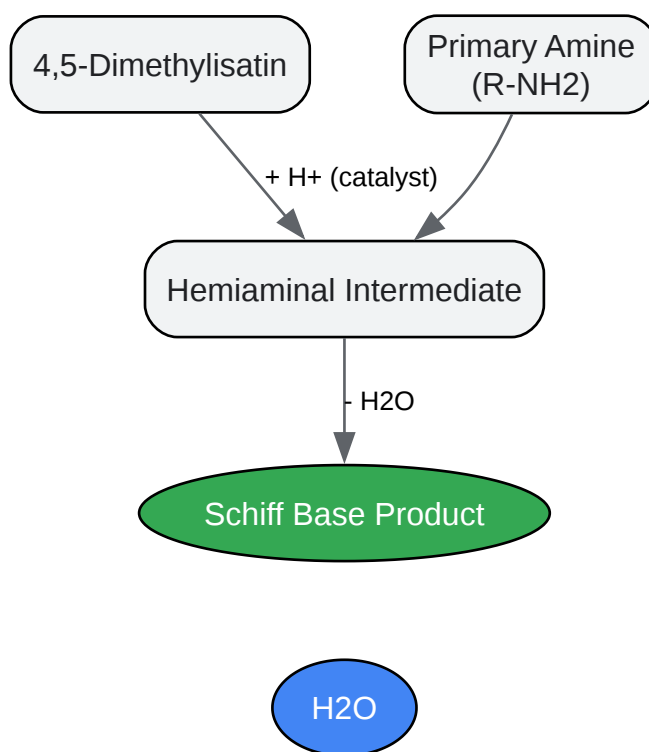 4,5-Dimethylisatin
Primary Amine
(R-NH2)
+ H+ (catalyst)
Hemiaminal Intermediate
- H2O
Schiff Base Product
H2O